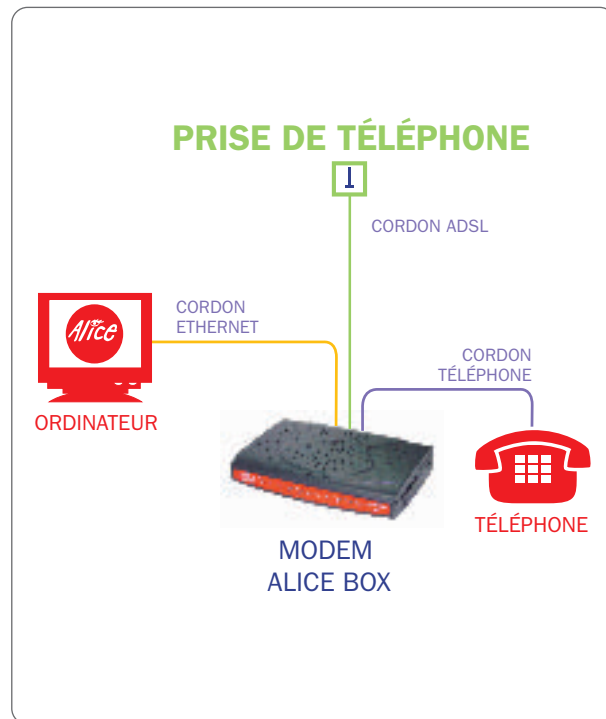 PRISE DE TÉLÉPHONE
CORDON ADSL
CORDON
ETHERNET
Alice
CORDON
TÉLÉPHONE
ORDINATEUR
TÉLÉPHONE
MODEM
ALICE BOX